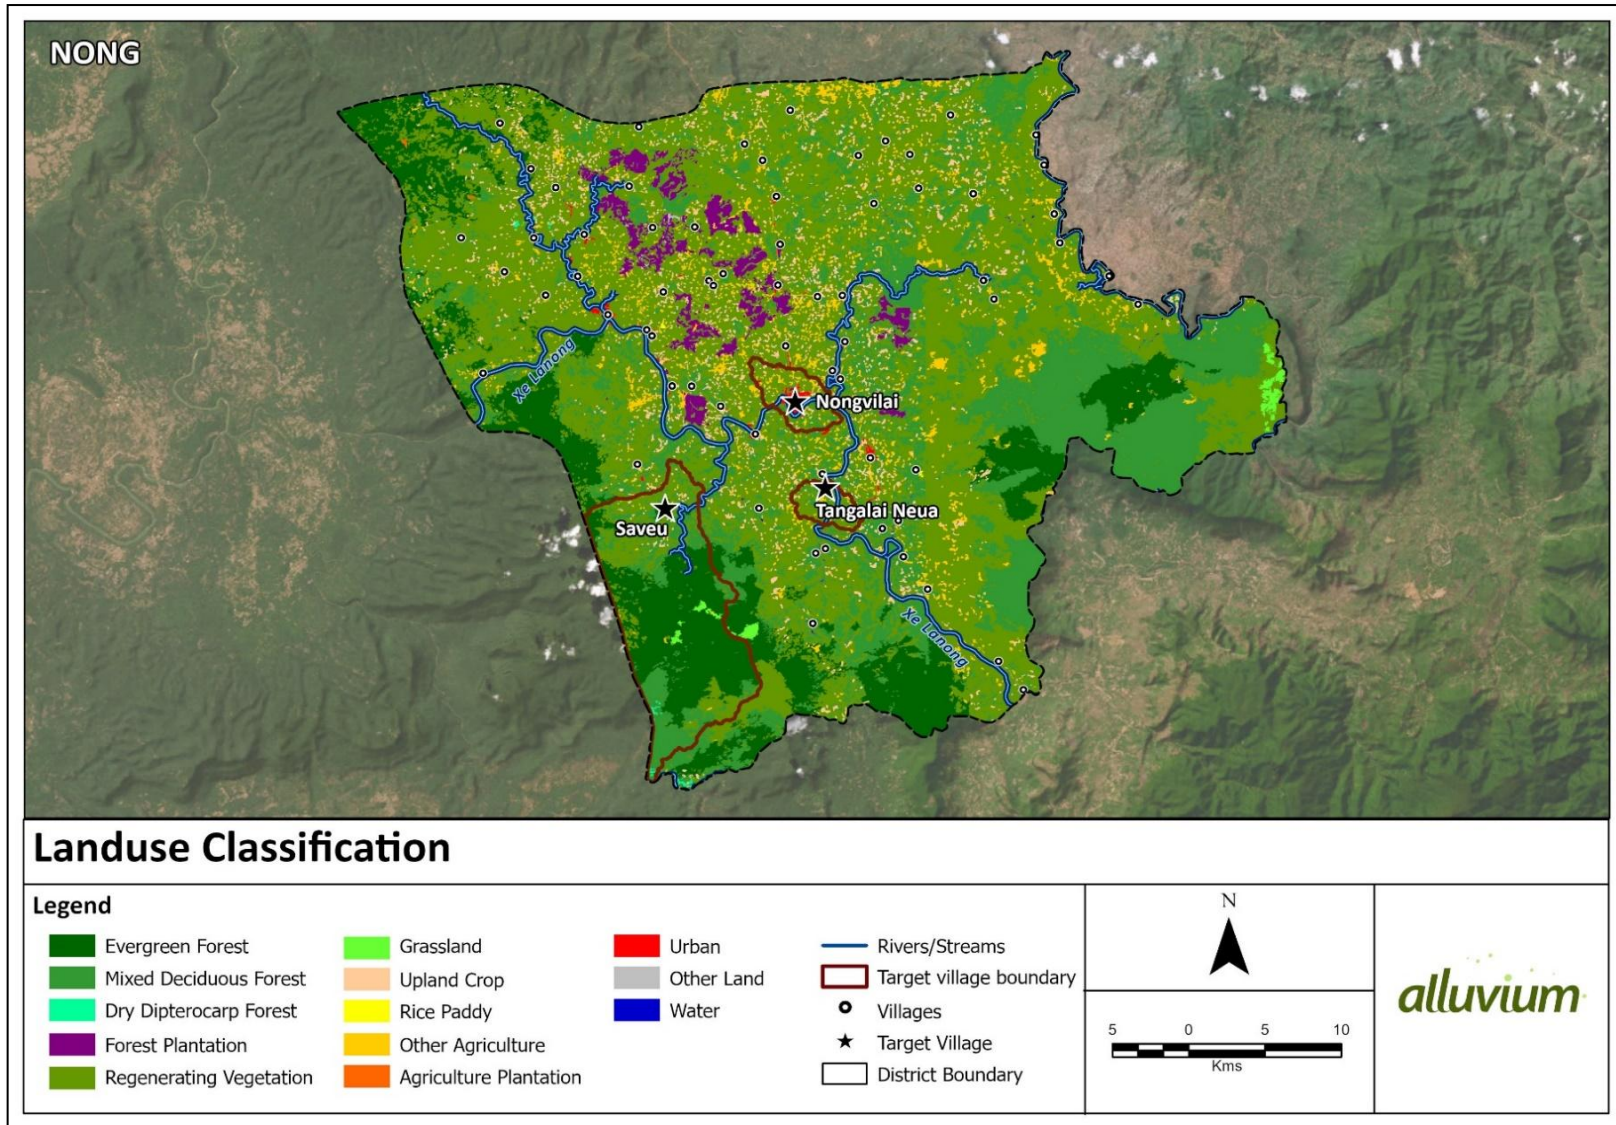 NONG
Xe Lanong
Nongvilai
Tangalai Neua
Saveu
Xe Lanong
Landuse Classification
Legend
Evergreen Forest
Mixed Deciduous Forest
Dry Dipterocarp Forest
Forest Plantation
Regenerating Vegetation
Grassland
Upland Crop
Rice Paddy
Other Agriculture
Agriculture Plantation
Urban
Other Land
Water
Rivers/Streams
Target village boundary
Villages
Target Village
District Boundary
N
5 0 5 10
Kms
alluvium